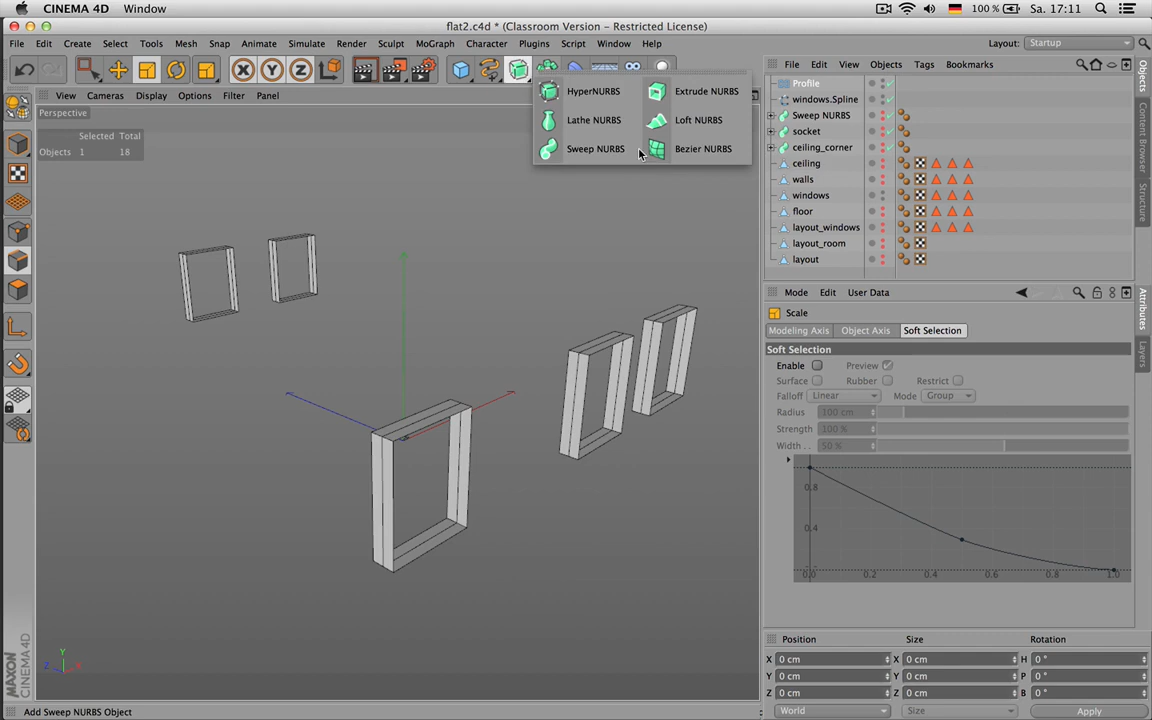 CINEMA 4D Window 100 % Sa. 17:11
flat2.c4d * (Classroom Version - Restricted License)
File Edit Create Select Tools Mesh Snap Animate Simulate Render Sculpt MoGraph Character Plugins Script Window Help Layout: Startup
X Y Z
File Edit View Objects Tags Bookmarks
View Cameras Display Options Filter Panel
HyperNURBS Extrude NURBS
Lathe NURBS Loft NURBS
Sweep NURBS Bezier NURBS
Perspective
Selected Total
Objects 1 18
Profile
windows.Spline
Sweep NURBS
socket
ceiling_corner
ceiling
walls
windows
floor
layout_windows
layout_room
layout
Objects
Content Browser
Structure
Mode Edit User Data
Scale
Modeling Axis Object Axis Soft Selection
Soft Selection
Enable Preview
Surface Rubber Restrict
Falloff Linear Mode Group
Radius 100 cm
Strength 100 %
Width . . 50 %
0.8
0.4
0.0 0.2 0.4 0.6 0.8 1.0
Attributes
Layers
Position Size Rotation
X 0 cm X 0 cm H 0 °
Y 0 cm Y 0 cm P 0 °
Z 0 cm Z 0 cm B 0 °
World Size Apply
Y
Z X
MAXON
CINEMA 4D
Add Sweep NURBS Object